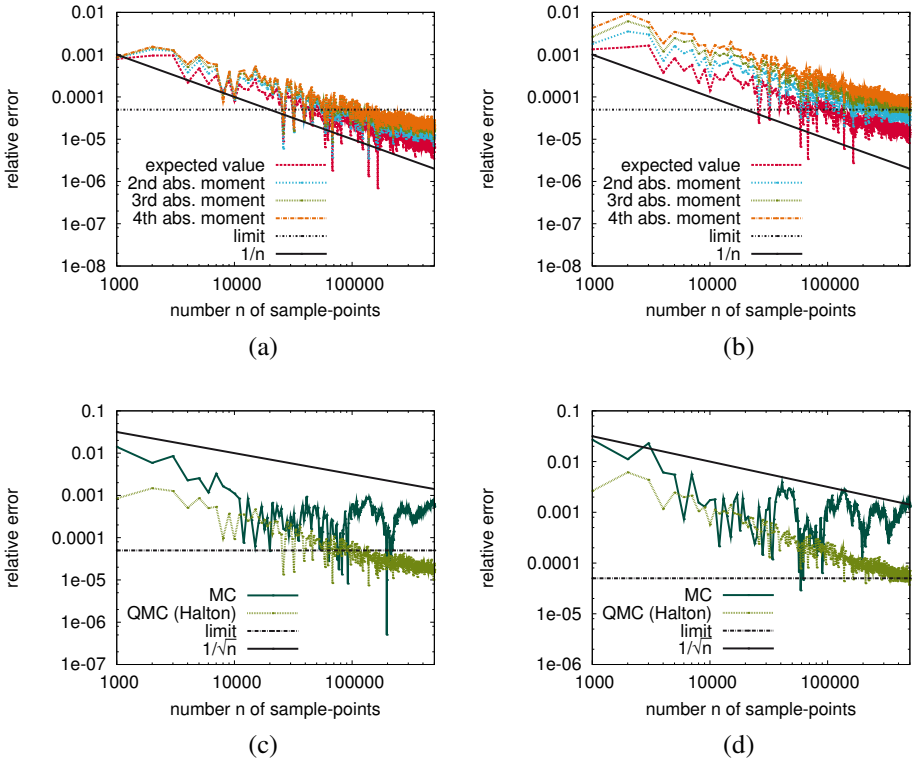 0.01
0.001
0.0001
1e-05
1e-06
1e-07
1e-08
relative error
expected value
2nd abs. moment
3rd abs. moment
4th abs. moment
limit
1/n
1000
10000
100000
number n of sample-points
(a)
0.01
0.001
0.0001
1e-05
1e-06
1e-07
1e-08
relative error
expected value
2nd abs. moment
3rd abs. moment
4th abs. moment
limit
1/n
1000
10000
100000
number n of sample-points
(b)
0.1
0.01
0.001
0.0001
1e-05
1e-06
1e-07
relative error
MC
QMC (Halton)
limit
1/√n
1000
10000
100000
number n of sample-points
(c)
0.1
0.01
0.001
0.0001
1e-05
1e-06
relative error
MC
QMC (Halton)
limit
1/√n
1000
10000
100000
number n of sample-points
(d)